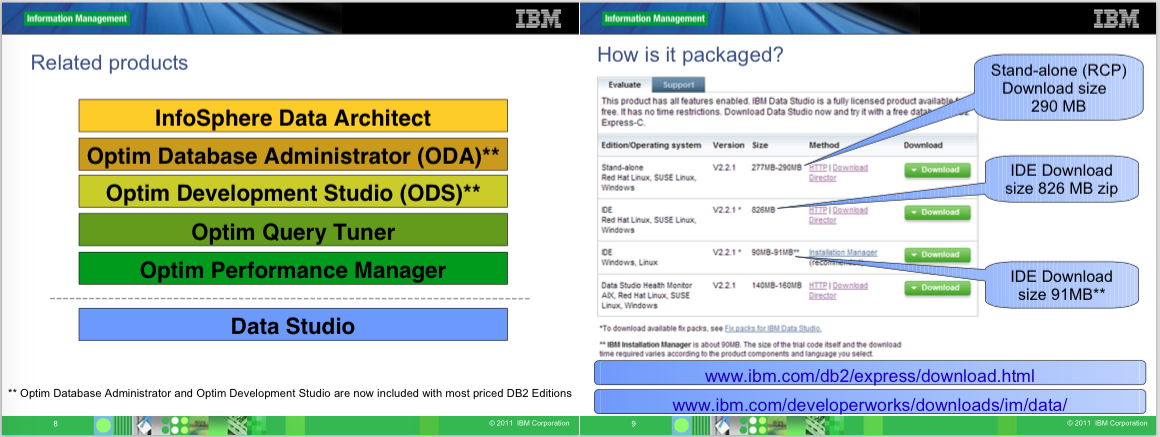 Information Management
IBM
Related products
InfoSphere Data Architect
Optim Database Administrator (ODA)**
Optim Development Studio (ODS)**
Optim Query Tuner
Optim Performance Manager
Data Studio
** Optim Database Administrator and Optim Development Studio are now included with most priced DB2 Editions
8
© 2011 IBM Corporation
Information Management
IBM
How is it packaged?
Stand-alone (RCP)
Download size
290 MB
Evaluate Support
This product has all features enabled. IBM Data Studio is a fully licensed product available
free. It has no time restrictions. Download Data Studio now and try it with a free
Express-C.
Edition/Operating system Version Size Method Download
Stand-alone V2.2.1 277MB-290MB HTTP | Download Download
Red Hat Linux, SUSE Linux, Director
Windows
IDE Download
size 826 MB zip
IDE V2.2.1 * 826MB HTTP | Download Download
Red Hat Linux, SUSE Linux, Director
Windows
IDE V2.2.1 * 90MB-91MB** Installation Manager Download
Windows, Linux
IDE Download
size 91MB**
Data Studio Health Monitor V2.2.1 140MB-160MB HTTP | Download Download
AIX, Red Hat Linux, SUSE Director
Linux, Windows
*To download available fix packs, see Fix packs for IBM Data Studio.
** IBM Installation Manager is about 90MB. The size of the trial code itself and the download
time required varies according to the product components and language you select.
www.ibm.com/db2/express/download.html
www.ibm.com/developerworks/downloads/im/data/
9
© 2011 IBM Corporation